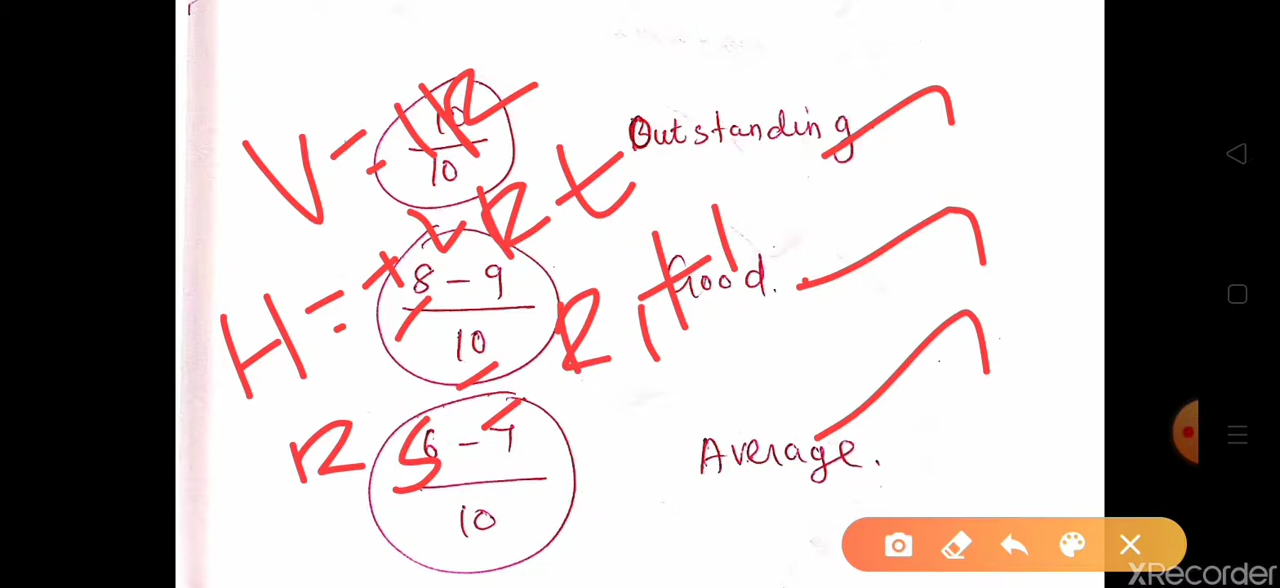 10
10
Outstanding
8 - 9
10
Good.
6 - 7
10
Average.
V = IR
H = I²Rt
R
S
XRecorder